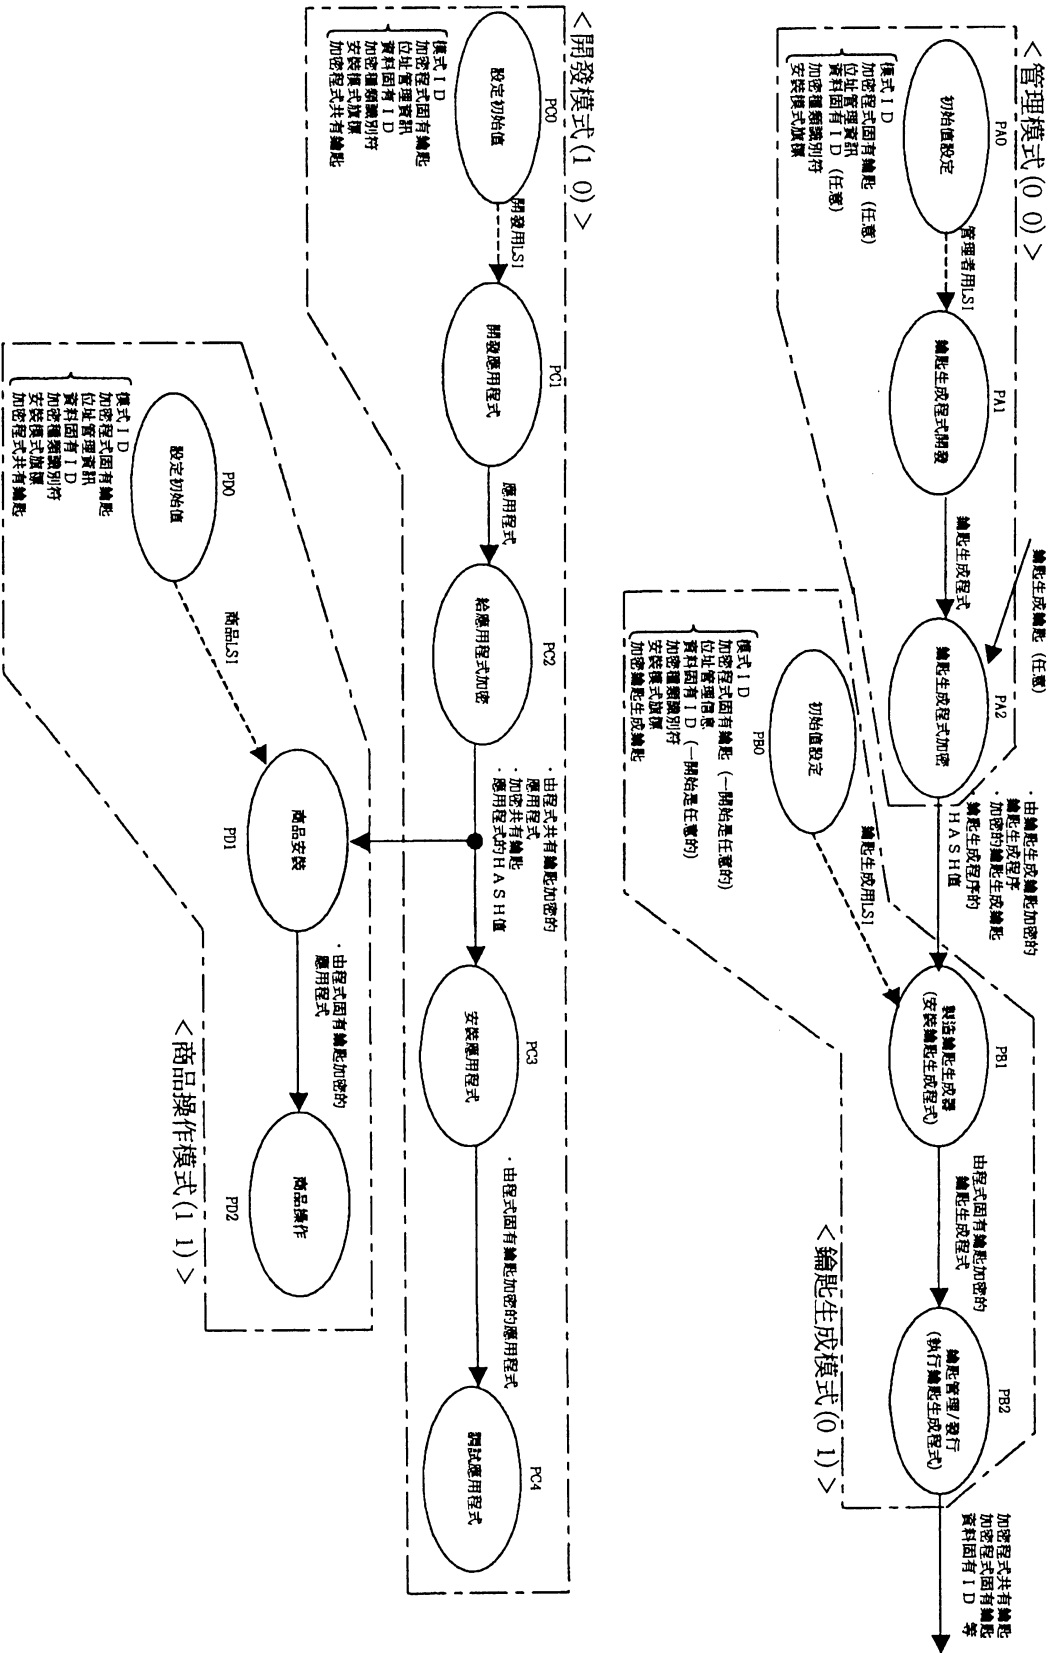 <管理模式(0 0)>
PA0
初始值設定
模式ID
加密程式固有鑰匙 (任意)
位址管理資訊
資料固有ID (任意)
加密種類識別符
安裝模式旗標
管理者用LSI
PA1
鑰匙生成程式開發
鑰匙生成程式
鑰匙生成鑰匙 (任意)
PA2
鑰匙生成程式加密
·由鑰匙生成鑰匙加密的
鑰匙生成程序
·加密的鑰匙生成鑰匙
·鑰匙生成程序的
HASH值
PB0
初始值設定
模式ID
加密程式固有鑰匙 (一開始是任意的)
位址管理信息
資料固有ID (一開始是任意的)
加密種類識別符
安裝模式旗標
加密鑰匙生成鑰匙
鑰匙生成用LSI
PB1
製造鑰匙生成器
(安裝鑰匙生成程式)
由程式固有鑰匙加密的
鑰匙生成程式
PB2
鑰匙管理/發行
(執行鑰匙生成程式)
加密程式共有鑰匙
加密程式固有鑰匙
資料固有ID 等
<鑰匙生成模式(0 1)>
<開發模式(1 0)>
PC0
設定初始值
模式ID
加密程式固有鑰匙
位址管理資訊
資料固有ID
加密種類識別符
安裝模式旗標
加密程式共有鑰匙
開發用LSI
PC1
開發應用程式
應用程式
PC2
給應用程式加密
·由程式共有鑰匙加密的
應用程式
·加密共有鑰匙
·應用程式的HASH值
PC3
安裝應用程式
·由程式固有鑰匙加密的應用程式
PC4
調試應用程式
PD0
設定初始值
模式ID
加密程式固有鑰匙
位址管理資訊
資料固有ID
加密種類識別符
安裝模式旗標
加密程式共有鑰匙
商品LSI
PD1
商品安裝
·由程式固有鑰匙加密的
應用程式
PD2
商品操作
<商品操作模式(1 1)>